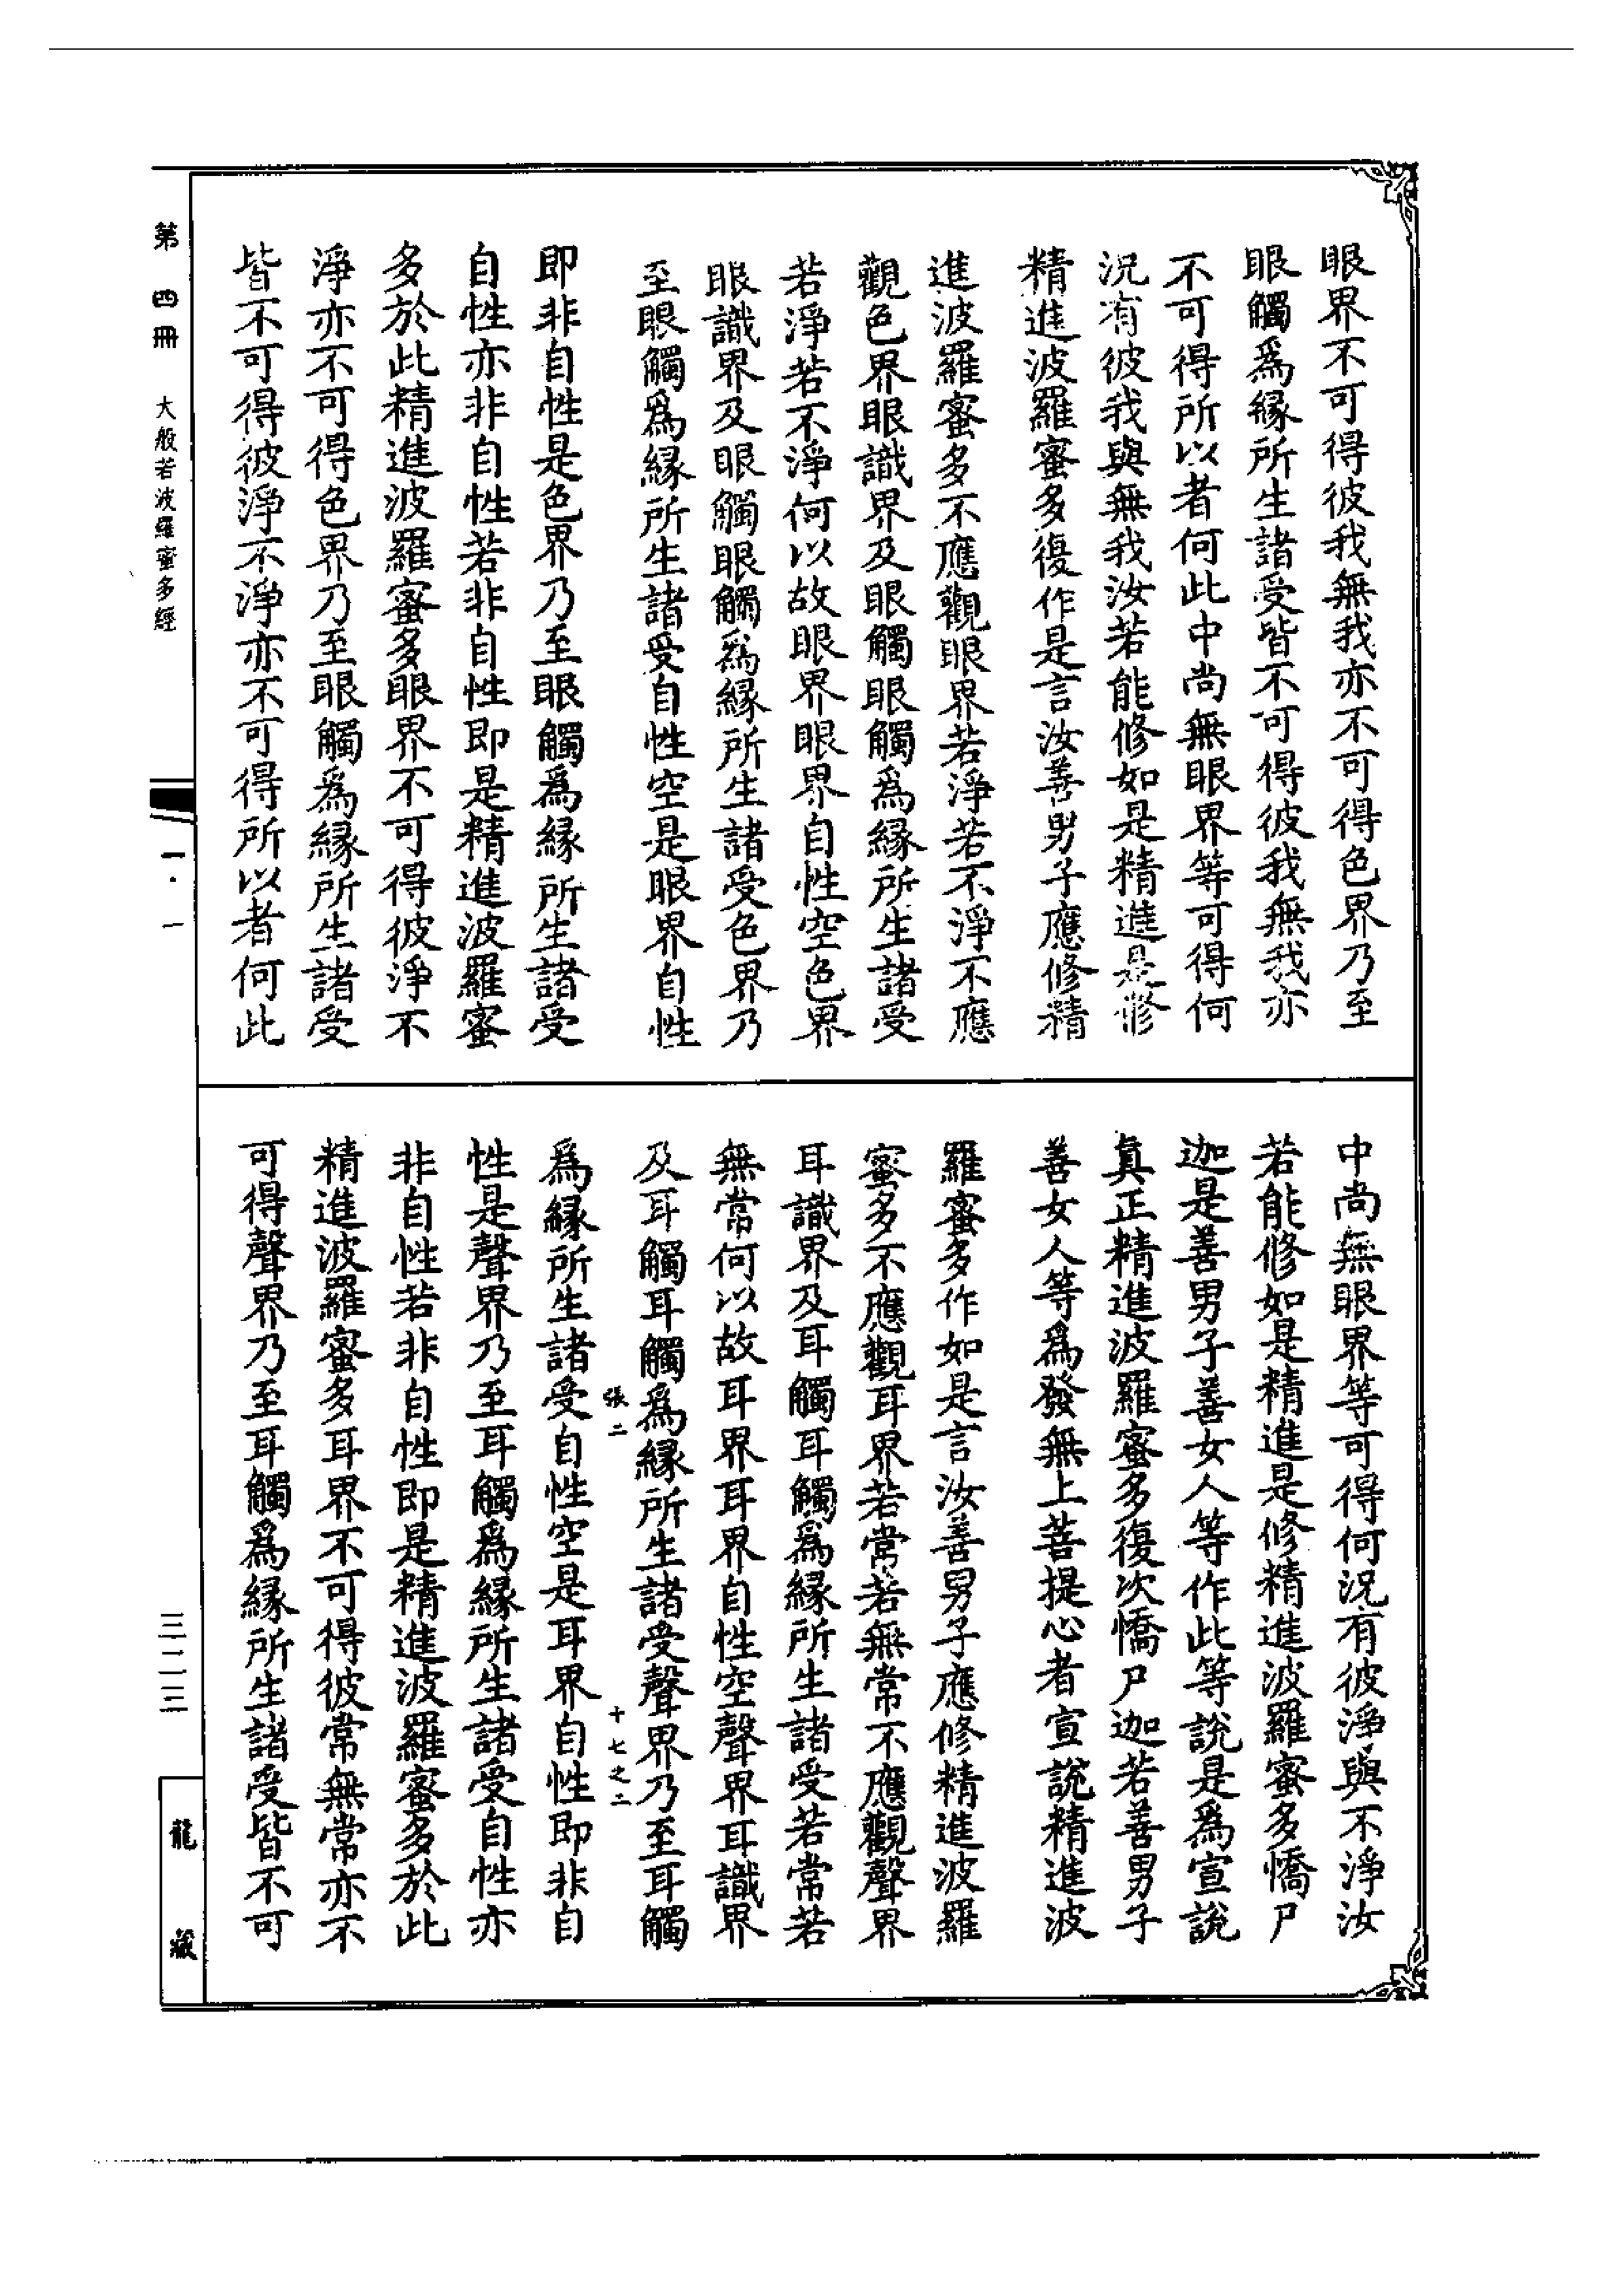 眼界不可得彼我無我亦不可得色界乃至
眼觸爲緣所生諸受皆不可得彼我無我亦
不可得所以者何此中尚無眼界等可得何
況有彼我與無我汝若能修如是精進是修
精進波羅蜜多復作是言汝善男子應修精
進波羅蜜多不應觀眼界若淨若不淨不應
觀色界眼識界及眼觸眼觸爲緣所生諸受
若淨若不淨何以故眼界眼界自性空色界
眼識界及眼觸眼觸爲緣所生諸受色界乃
至眼觸爲緣所生諸受自性空是眼界自性
即非自性是色界乃至眼觸爲緣所生諸受
自性亦非自性若非自性即是精進波羅蜜
多於此精進波羅蜜多眼界不可得彼淨不
淨亦不可得色界乃至眼觸爲緣所生諸受
皆不可得彼淨不淨亦不可得所以者何此
中尚無眼界等可得何況有彼淨與不淨汝
若能修如是精進是修精進波羅蜜多憍尸
迦是善男子善女人等作此等說是爲宣說
眞正精進波羅蜜多復次憍尸迦若善男子
善女人等爲發無上菩提心者宣說精進波
羅蜜多作如是言汝善男子應修精進波羅
蜜多不應觀耳界若常若無常不應觀聲界
耳識界及耳觸耳觸爲緣所生諸受若常若
無常何以故耳界耳界自性空聲界耳識界
及耳觸耳觸爲緣所生諸受聲界乃至耳觸
張二 十七之二
爲緣所生諸受自性空是耳界自性即非自
性是聲界乃至耳觸爲緣所生諸受自性亦
非自性若非自性即是精進波羅蜜多於此
精進波羅蜜多耳界不可得彼常無常亦不
可得聲界乃至耳觸爲緣所生諸受皆不可
第四冊 大般若波羅蜜多經 一·一 三二三 龍藏